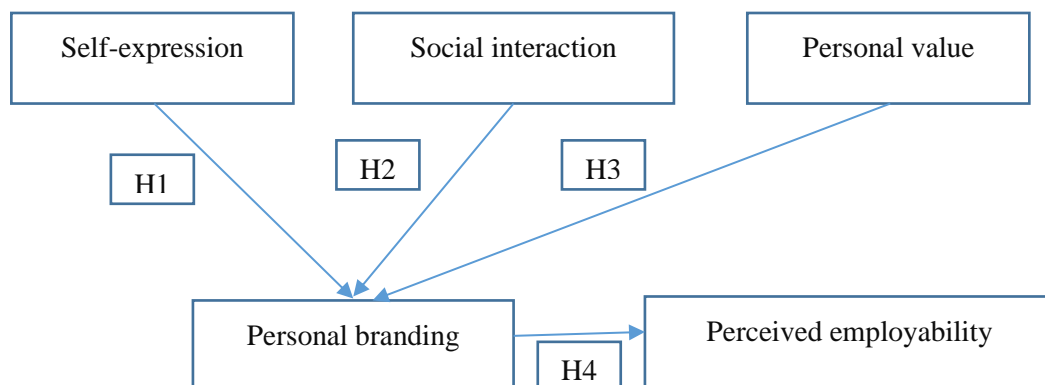 Self-expression
Social interaction
Personal value
H1
H2
H3
Personal branding
Perceived employability
H4